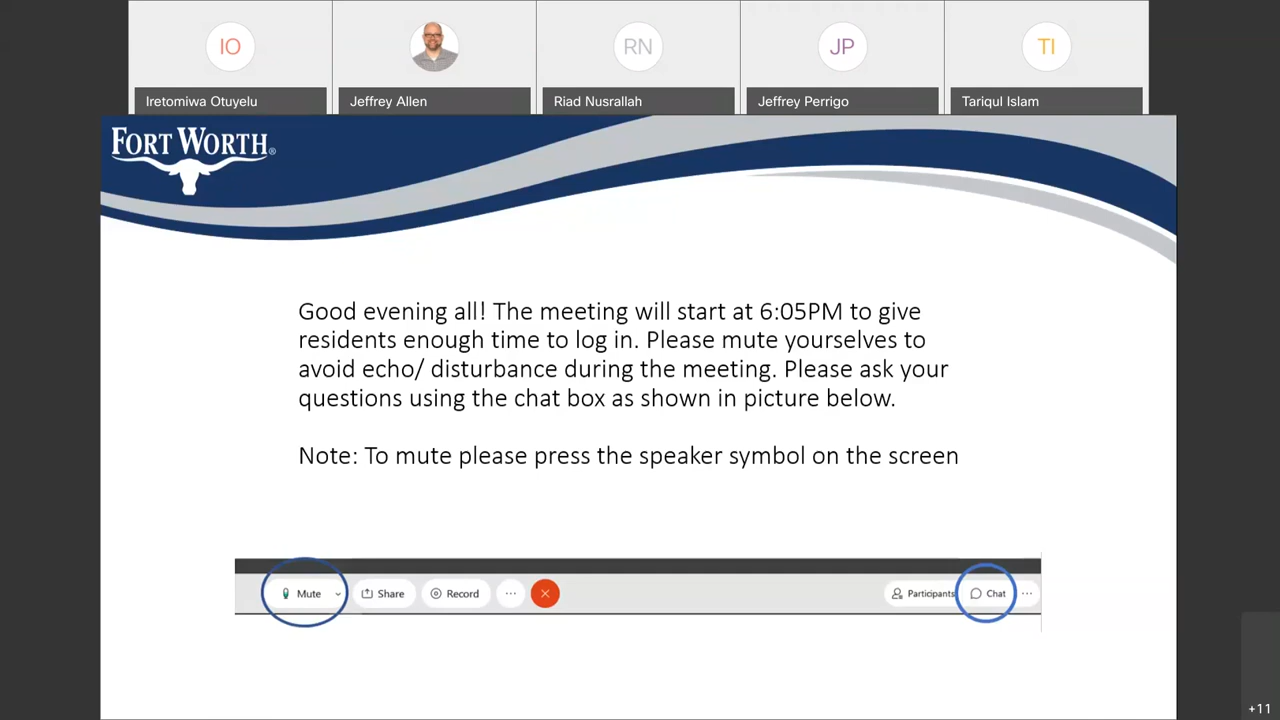 IO
RN
JP
TI
Iretomiwa Otuyelu
Jeffrey Allen
Riad Nusrallah
Jeffrey Perrigo
Tariqul Islam
FORT WORTH®
Good evening all! The meeting will start at 6:05PM to give
residents enough time to log in. Please mute yourselves to
avoid echo/ disturbance during the meeting. Please ask your
questions using the chat box as shown in picture below.
Note: To mute please press the speaker symbol on the screen
Mute
Share
Record
Participants
Chat
+11